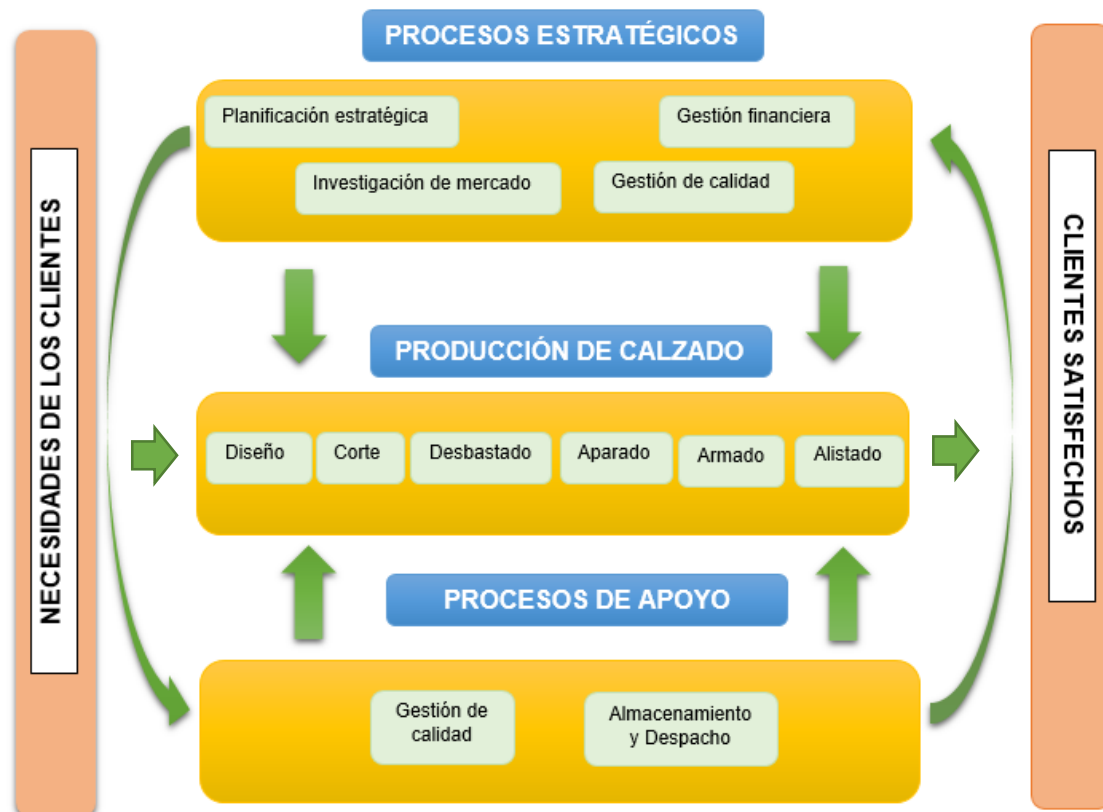 PROCESOS ESTRATÉGICOS
Planificación estratégica
Gestión financiera
Investigación de mercado
Gestión de calidad
NECESIDADES DE LOS CLIENTES
CLIENTES SATISFECHOS
PRODUCCIÓN DE CALZADO
Diseño
Corte
Desbastado
Aparado
Armado
Alistado
PROCESOS DE APOYO
Gestión de
calidad
Almacenamiento
y Despacho